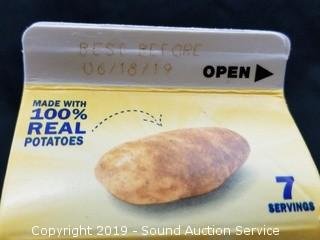 BEST BEFORE
06/18/19
OPEN
MADE WITH
100%
REAL
POTATOES
7
SERVINGS
Copyright 2019 - Sound Auction Service